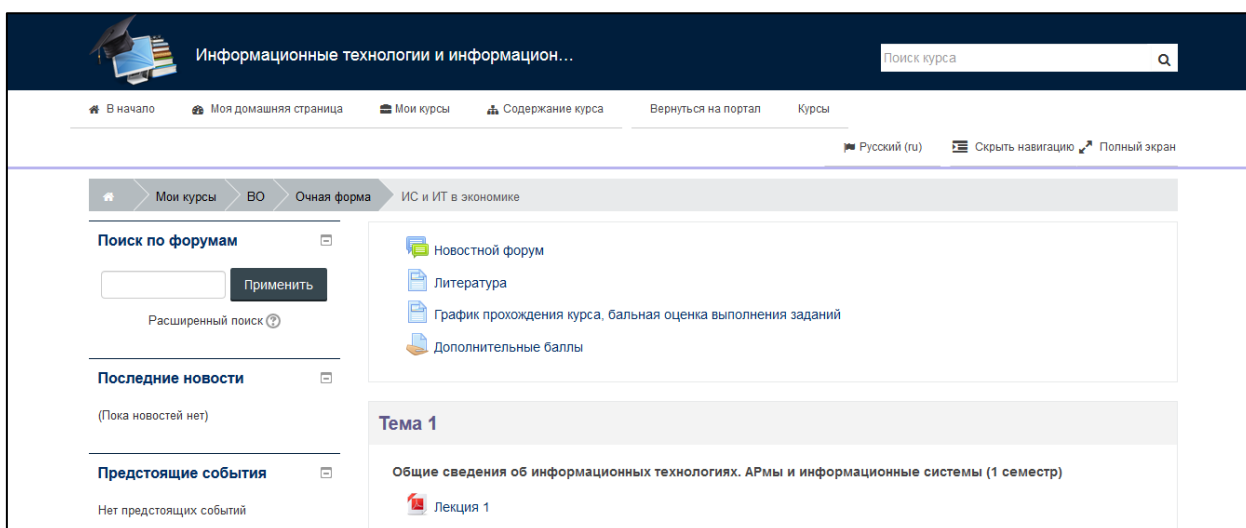 Информационные технологии и информацион...
Поиск курса
В начало
Моя домашняя страница
Мои курсы
Содержание курса
Вернуться на портал
Курсы
Русский (ru)
Скрыть навигацию
Полный экран
Мои курсы
ВО
Очная форма
ИС и ИТ в экономике
Поиск по форумам
Применить
Расширенный поиск
Последние новости
(Пока новостей нет)
Предстоящие события
Нет предстоящих событий
Новостной форум
Литература
График прохождения курса, бальная оценка выполнения заданий
Дополнительные баллы
Тема 1
Общие сведения об информационных технологиях. АРмы и информационные системы (1 семестр)
Лекция 1